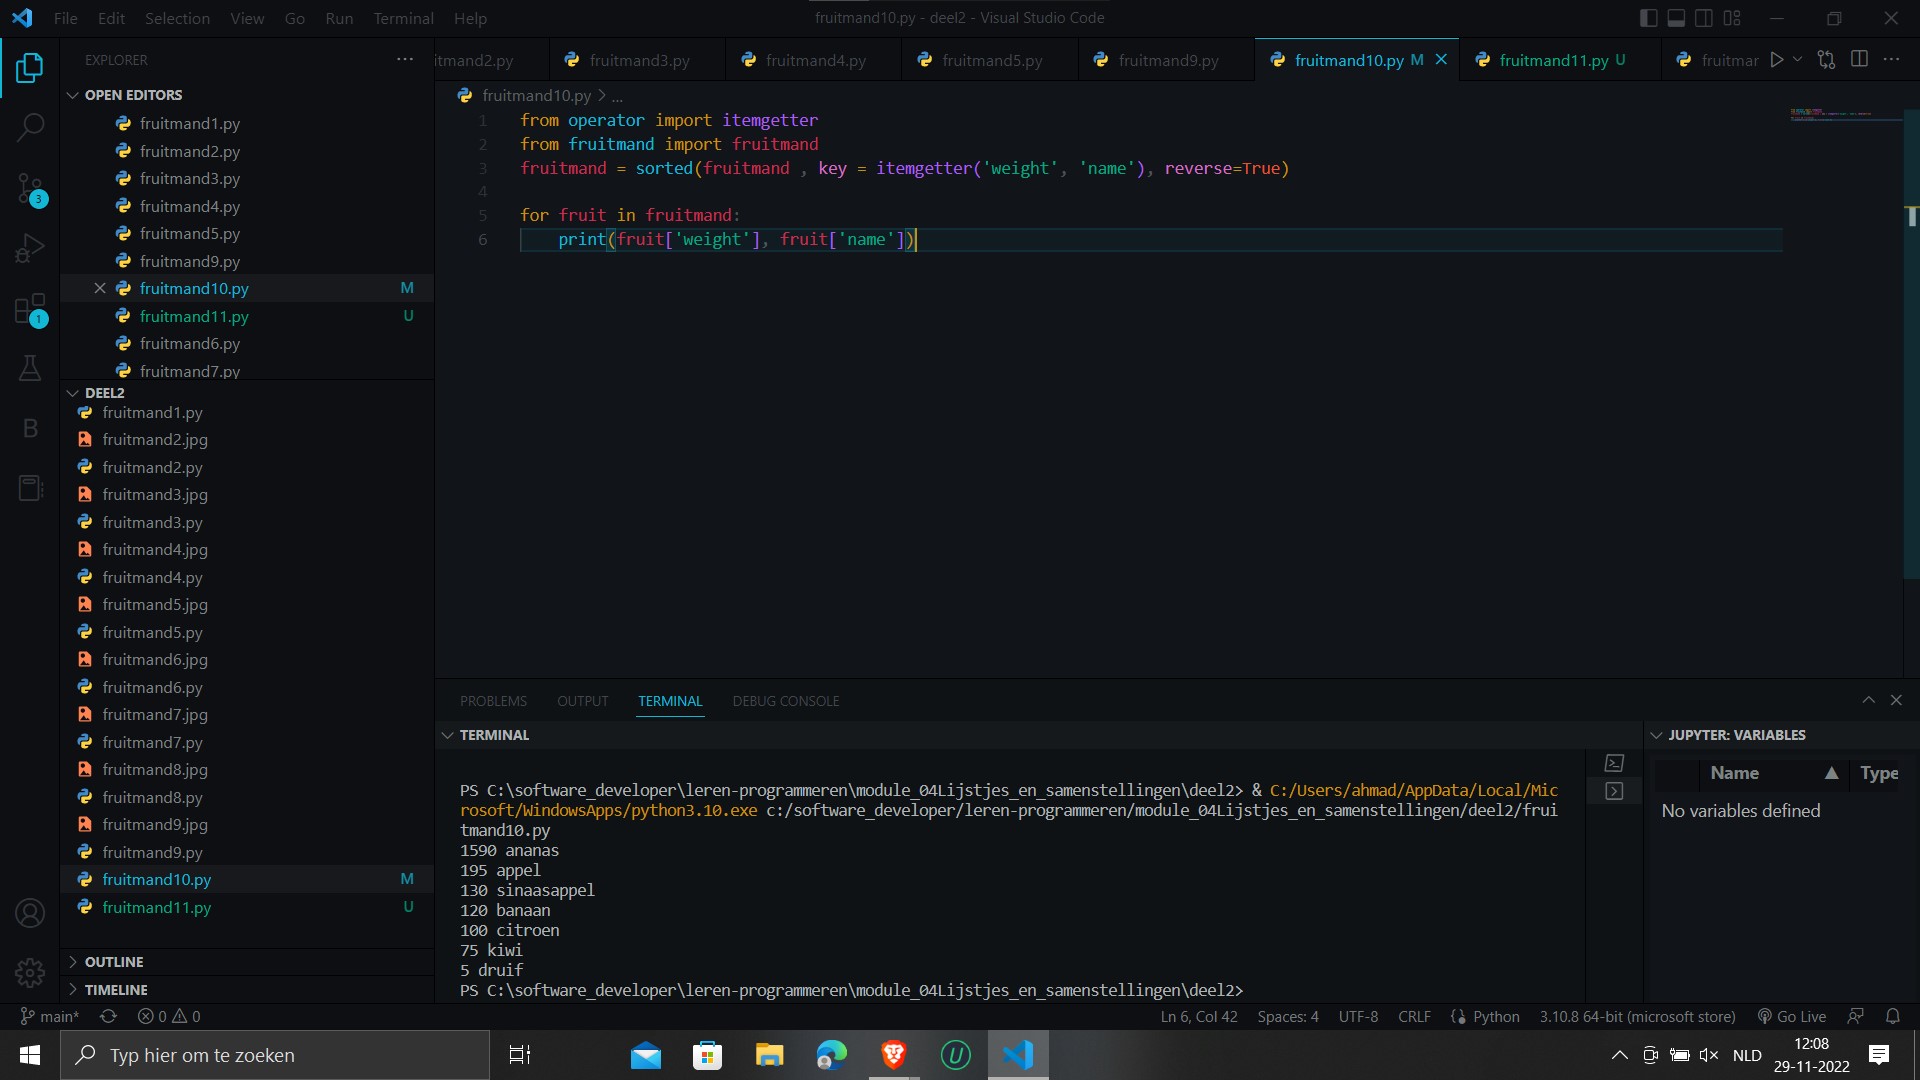 File Edit Selection View Go Run Terminal Help
fruitmand10.py - deel2 - Visual Studio Code
EXPLORER
itmand2.py fruitmand3.py fruitmand4.py fruitmand5.py fruitmand9.py fruitmand10.py M fruitmand11.py U fruitmar
OPEN EDITORS
fruitmand1.py
fruitmand2.py
fruitmand3.py
fruitmand4.py
fruitmand5.py
fruitmand9.py
fruitmand10.py M
fruitmand11.py U
fruitmand6.py
fruitmand7.py
3
1
B
DEEL2
fruitmand1.py
fruitmand2.jpg
fruitmand2.py
fruitmand3.jpg
fruitmand3.py
fruitmand4.jpg
fruitmand4.py
fruitmand5.jpg
fruitmand5.py
fruitmand6.jpg
fruitmand6.py
fruitmand7.jpg
fruitmand7.py
fruitmand8.jpg
fruitmand8.py
fruitmand9.jpg
fruitmand9.py
fruitmand10.py M
fruitmand11.py U
OUTLINE
TIMELINE
fruitmand10.py > ...
1 from operator import itemgetter
2 from fruitmand import fruitmand
3 fruitmand = sorted(fruitmand , key = itemgetter('weight', 'name'), reverse=True)
4
5 for fruit in fruitmand:
6 print(fruit['weight'], fruit['name'])
PROBLEMS OUTPUT TERMINAL DEBUG CONSOLE
TERMINAL
PS C:\software_developer\leren-programmeren\module_04Lijstjes_en_samenstellingen\deel2> & C:/Users/ahmad/AppData/Local/Mic
rosoft/WindowsApps/python3.10.exe c:/software_developer/leren-programmeren/module_04Lijstjes_en_samenstellingen/deel2/frui
tmand10.py
1590 ananas
195 appel
130 sinaasappel
120 banaan
100 citroen
75 kiwi
5 druif
PS C:\software_developer\leren-programmeren\module_04Lijstjes_en_samenstellingen\deel2>
JUPYTER: VARIABLES
Name Type
No variables defined
main* 0 0 Ln 6, Col 42 Spaces: 4 UTF-8 CRLF Python 3.10.8 64-bit (microsoft store) Go Live
Typ hier om te zoeken
NLD
12:08
29-11-2022